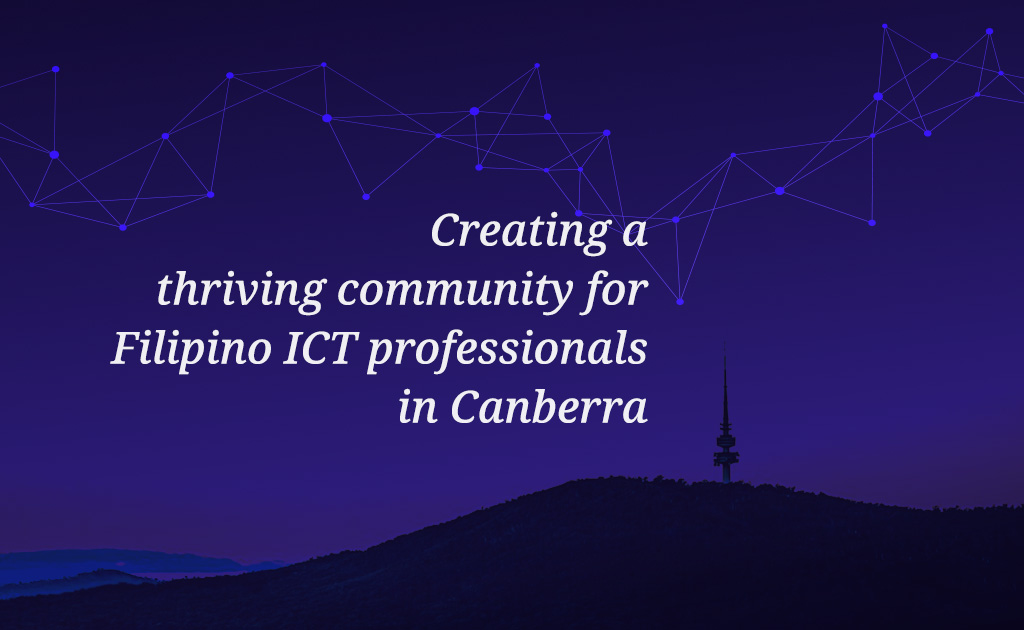 Creating a
thriving community for
Filipino ICT professionals
in Canberra